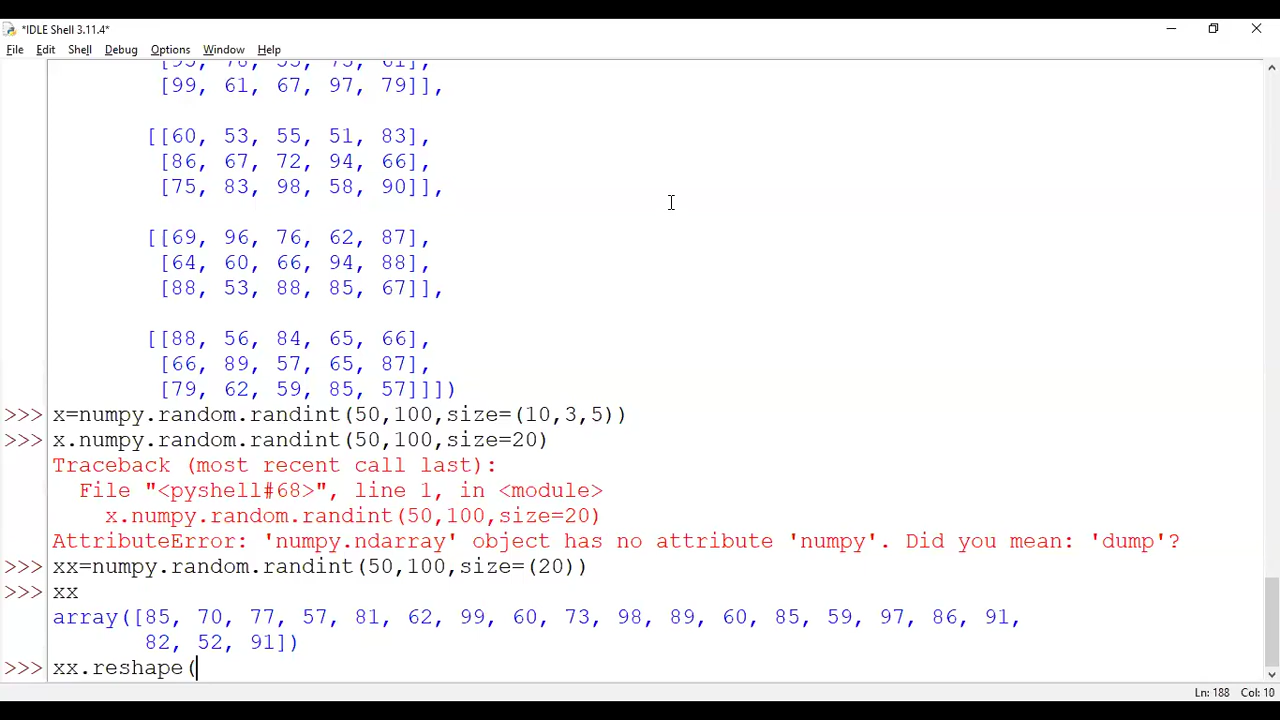 *IDLE Shell 3.11.4*
File Edit Shell Debug Options Window Help
[99, 61, 67, 97, 79]],
[[60, 53, 55, 51, 83],
[86, 67, 72, 94, 66],
[75, 83, 98, 58, 90]],
[[69, 96, 76, 62, 87],
[64, 60, 66, 94, 88],
[88, 53, 88, 85, 67]],
[[88, 56, 84, 65, 66],
[66, 89, 57, 65, 87],
[79, 62, 59, 85, 57]]])
>>> x=numpy.random.randint(50,100,size=(10,3,5))
>>> x.numpy.random.randint(50,100,size=20)
Traceback (most recent call last):
File "<pyshell#68>", line 1, in <module>
x.numpy.random.randint(50,100,size=20)
AttributeError: 'numpy.ndarray' object has no attribute 'numpy'. Did you mean: 'dump'?
>>> xx=numpy.random.randint(50,100,size=(20))
>>> xx
array([85, 70, 77, 57, 81, 62, 99, 60, 73, 98, 89, 60, 85, 59, 97, 86, 91,
82, 52, 91])
>>> xx.reshape(
Ln: 188 Col: 10